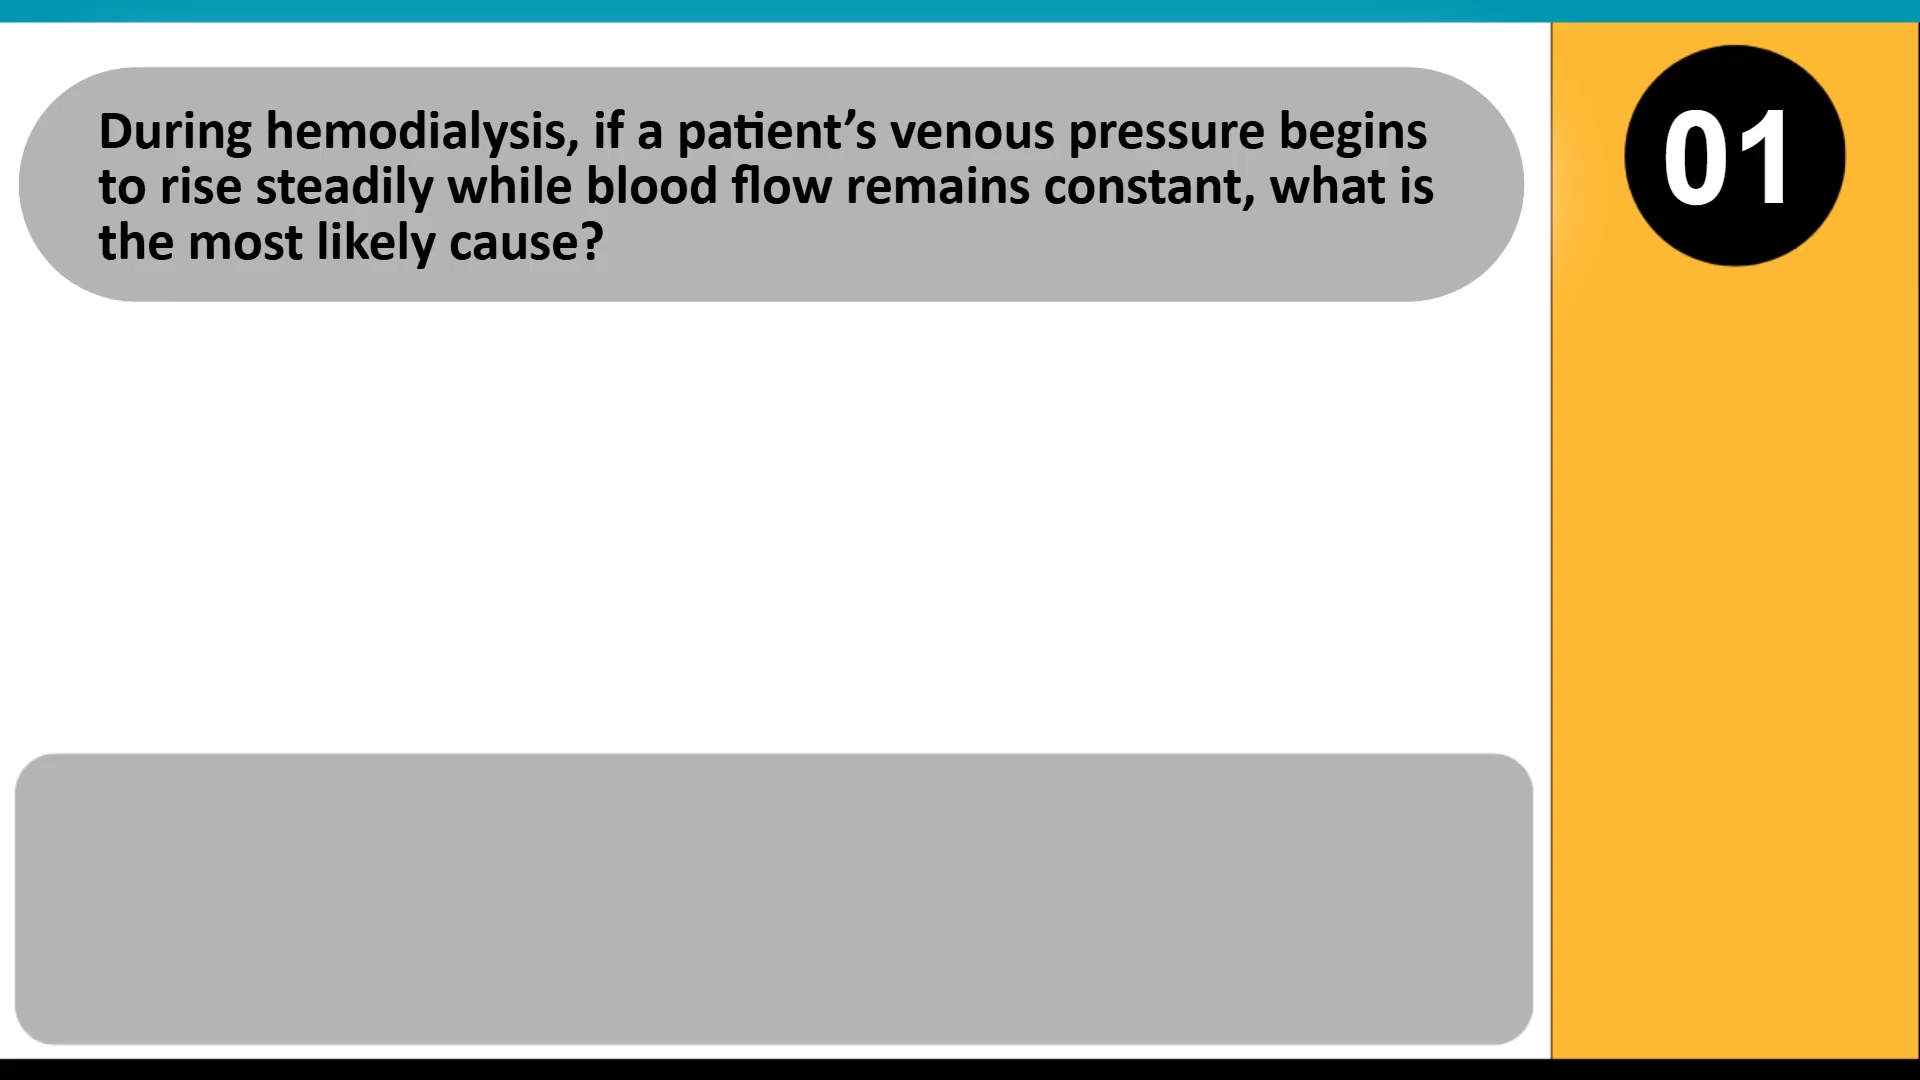 During hemodialysis, if a patient’s venous pressure begins
to rise steadily while blood flow remains constant, what is
the most likely cause?
01